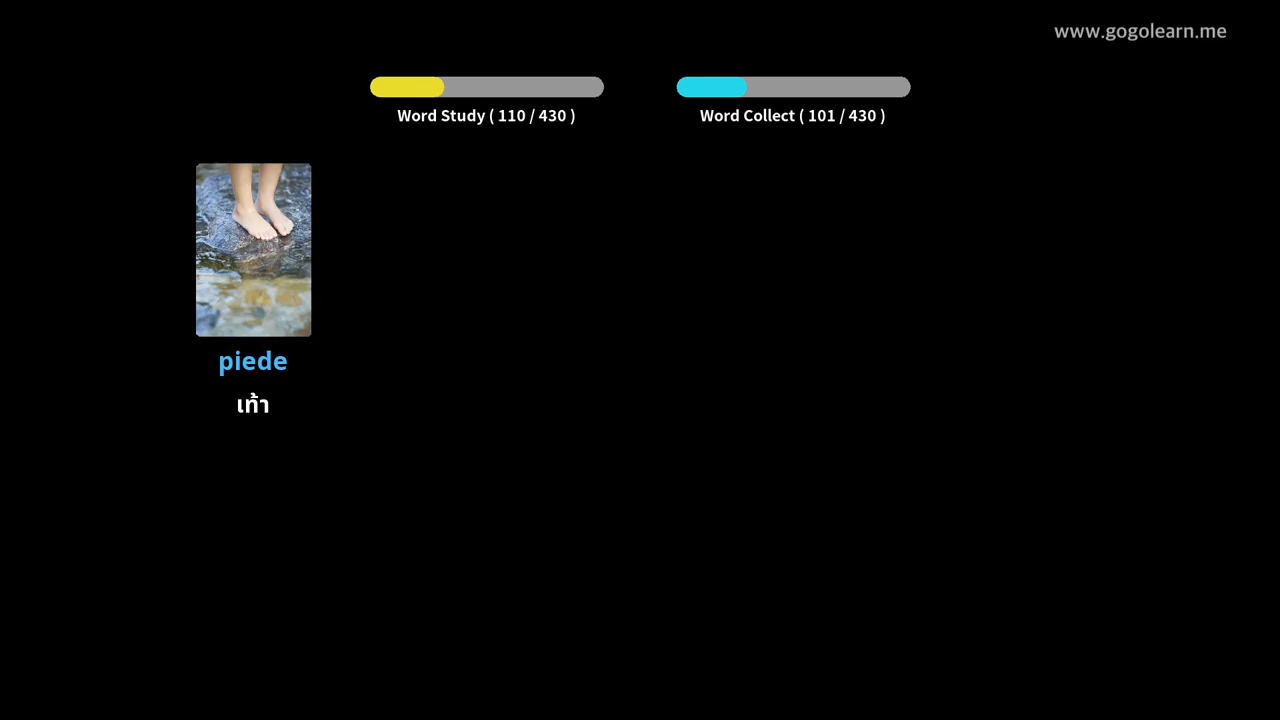 www.gogolearn.me
Word Study ( 110 / 430 )
Word Collect ( 101 / 430 )
piede
เท้า